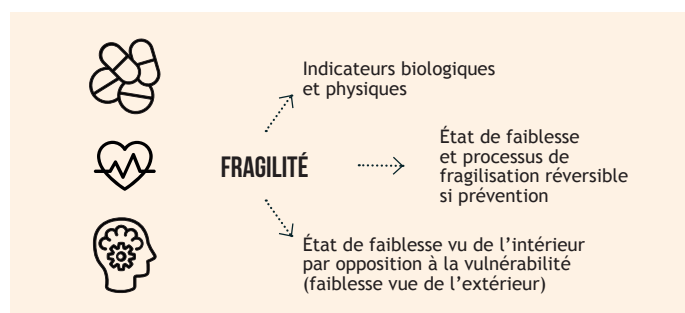 Indicateurs biologiques
et physiques
FRAGILITÉ
État de faiblesse
et processus de
fragilisation réversible
si prévention
État de faiblesse vu de l'intérieur
par opposition à la vulnérabilité
(faiblesse vue de l'extérieur)